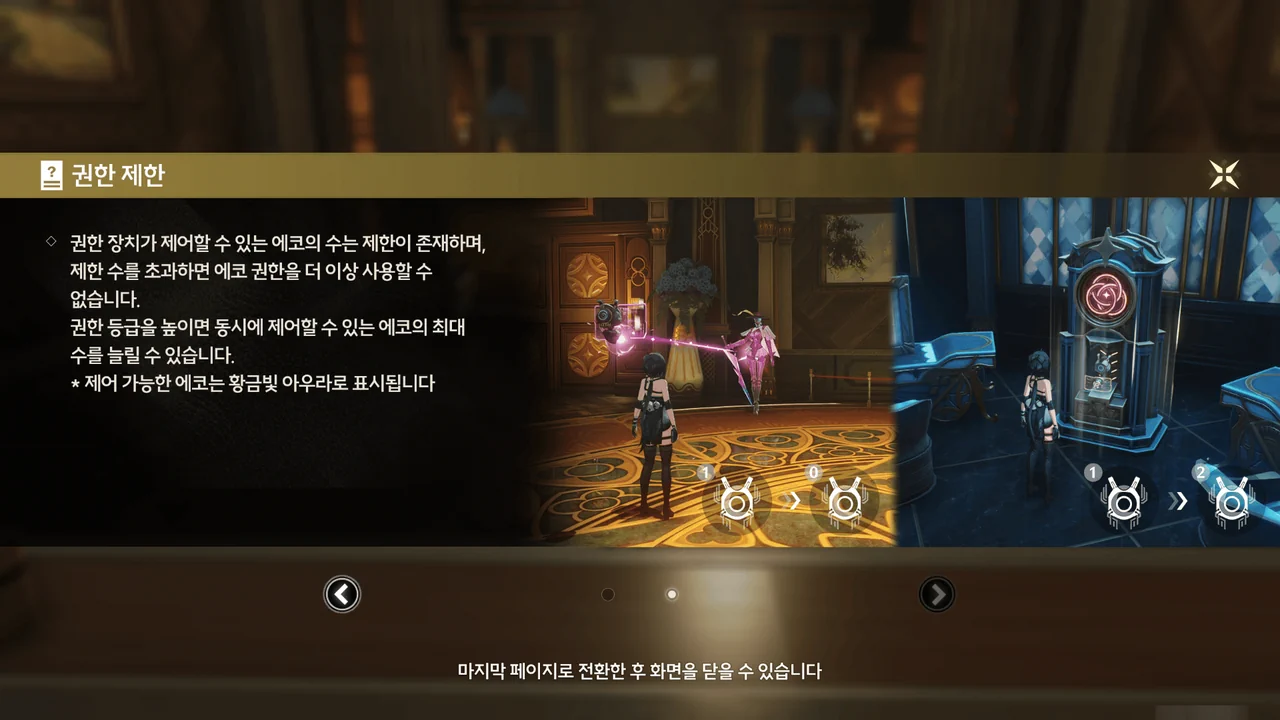 권한 제한
권한 장치가 제어할 수 있는 에코의 수는 제한이 존재하며,
제한 수를 초과하면 에코 권한을 더 이상 사용할 수
없습니다.
권한 등급을 높이면 동시에 제어할 수 있는 에코의 최대
수를 늘릴 수 있습니다.
* 제어 가능한 에코는 황금빛 아우라로 표시됩니다
1
0
1
2
마지막 페이지로 전환한 후 화면을 닫을 수 있습니다